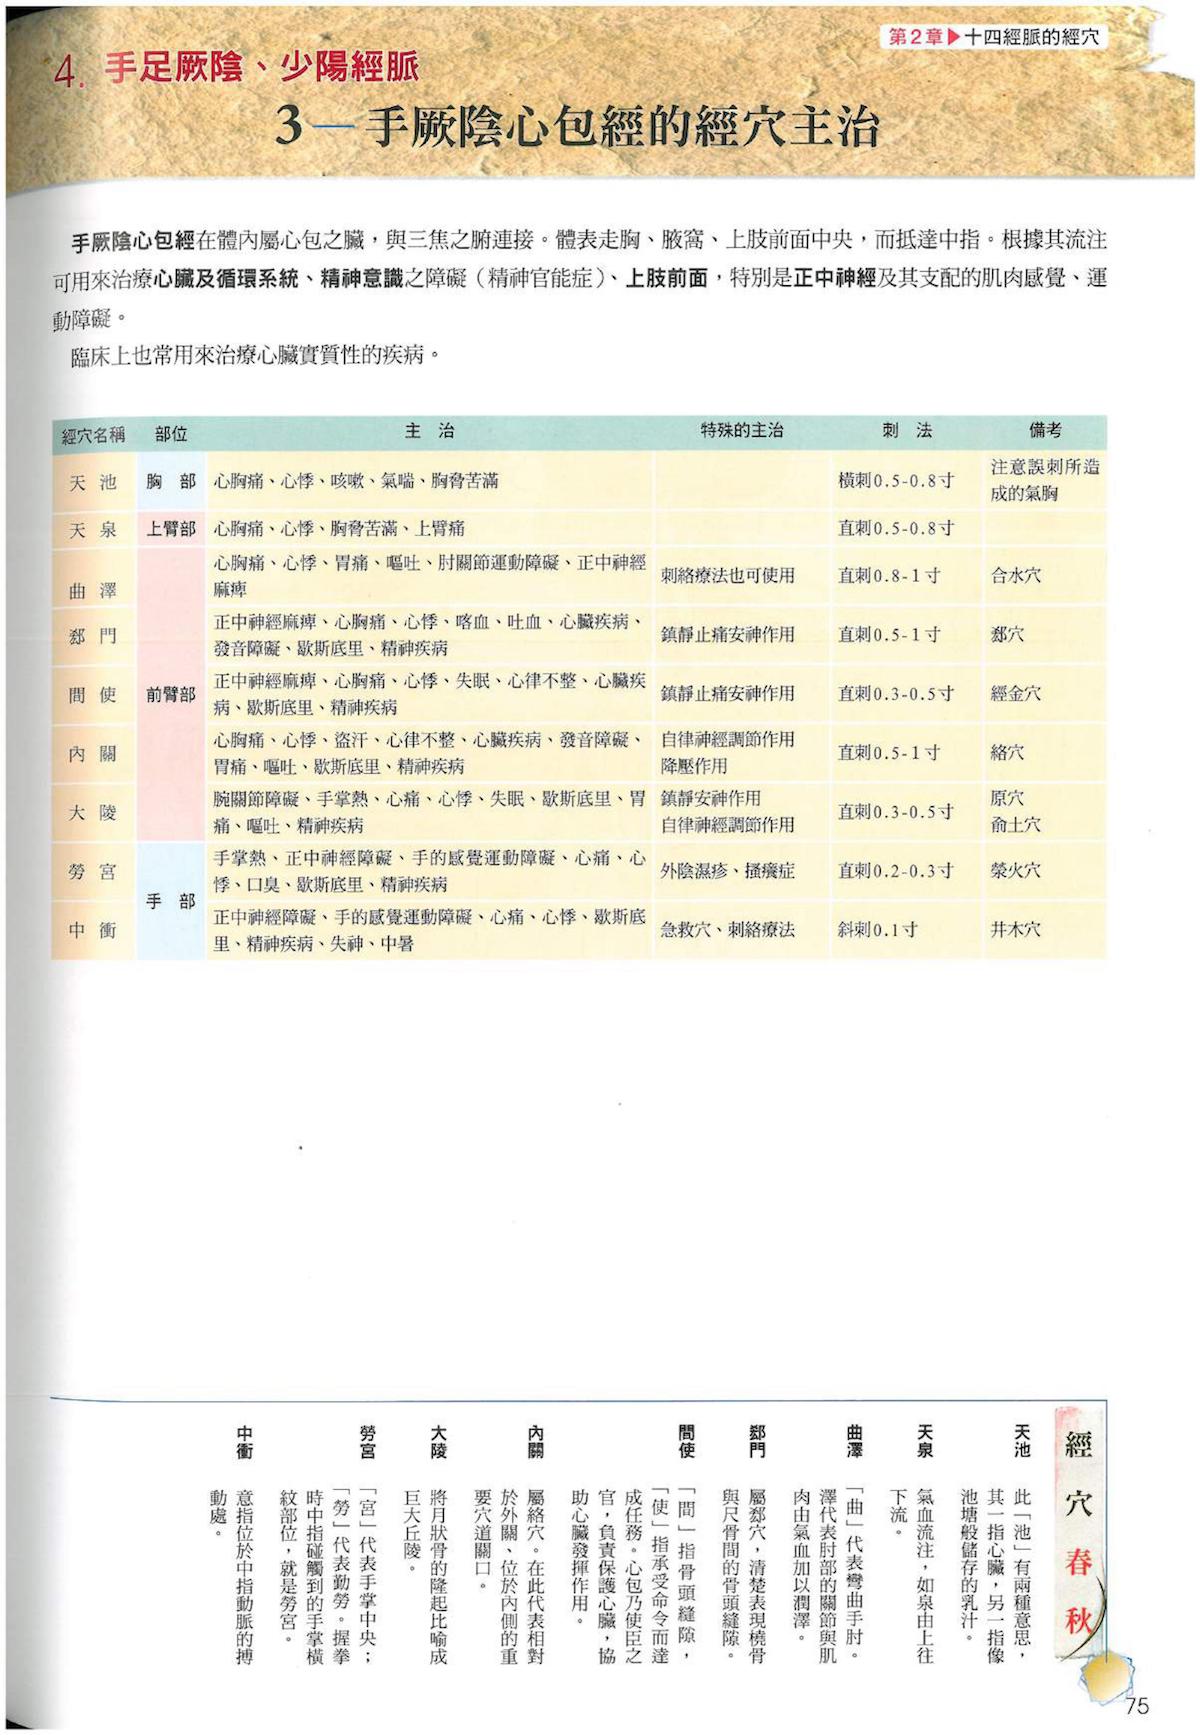 第2章▶十四經脈的經穴
4. 手足厥陰、少陽經脈
3—手厥陰心包經的經穴主治
手厥陰心包經在體內屬心包之臟，與三焦之腑連接。體表走胸、腋窩、上肢前面中央，而抵達中指。根據其流注
可用來治療心臟及循環系統、精神意識之障礙（精神官能症）、上肢前面，特別是正中神經及其支配的肌肉感覺、運
動障礙。
臨床上也常用來治療心臟實質性的疾病。
經穴名稱 部位 主 治 特殊的主治 刺 法 備考
天 池 胸 部 心胸痛、心悸、咳嗽、氣喘、胸脅苦滿 橫刺0.5-0.8寸 注意誤刺所造
成的氣胸
天 泉 上臂部 心胸痛、心悸、胸脅苦滿、上臂痛 直刺0.5-0.8寸
曲 澤 心胸痛、心悸、胃痛、嘔吐、肘關節運動障礙、正中神經
麻痺 刺絡療法也可使用 直刺0.8-1寸 合水穴
郄 門 正中神經麻痺、心胸痛、心悸、喀血、吐血、心臟疾病、
發音障礙、歇斯底里、精神疾病 鎮靜止痛安神作用 直刺0.5-1寸 郄穴
間 使 前臂部 正中神經麻痺、心胸痛、心悸、失眠、心律不整、心臟疾
病、歇斯底里、精神疾病 鎮靜止痛安神作用 直刺0.3-0.5寸 經金穴
內 關 心胸痛、心悸、盜汗、心律不整、心臟疾病、發音障礙、 自律神經調節作用
胃痛、嘔吐、歇斯底里、精神疾病 降壓作用 直刺0.5-1寸 絡穴
大 陵 腕關節障礙、手掌熱、心痛、心悸、失眠、歇斯底里、胃 鎮靜安神作用 直刺0.3-0.5寸 原穴
痛、嘔吐、精神疾病 自律神經調節作用 俞土穴
勞 宮 手 部 手掌熱、正中神經障礙、手的感覺運動障礙、心痛、心
悸、口臭、歇斯底里、精神疾病 外陰濕疹、搔癢症 直刺0.2-0.3寸 滎火穴
中 衝 正中神經障礙、手的感覺運動障礙、心痛、心悸、歇斯底
里、精神疾病、失神、中暑 急救穴、刺絡療法 斜刺0.1寸 井木穴
經穴春秋
天池 此「池」有兩種意思，
其一指心臟，另一指像
池塘般儲存的乳汁。
天泉 氣血流注，如泉由上往
下流。
曲澤 「曲」代表彎曲手肘。
澤代表肘部的關節與肌
肉由氣血加以潤澤。
郄門 屬郄穴，清楚表現橈骨
與尺骨間的骨頭縫隙。
間使 「間」指骨頭縫隙，
「使」指承受命令而達
成任務。心包乃使臣之
官，負責保護心臟，協
助心臟發揮作用。
內關 屬絡穴。在此代表相對
於外關、位於內側的重
要穴道關口。
大陵 將月狀骨的隆起比喻成
巨大丘陵。
勞宮 「宮」代表手掌中央；
「勞」代表勤勞。握拳
時中指碰觸到的手掌橫
紋部位，就是勞宮。
中衝 意指位於中指動脈的搏
動處。
75